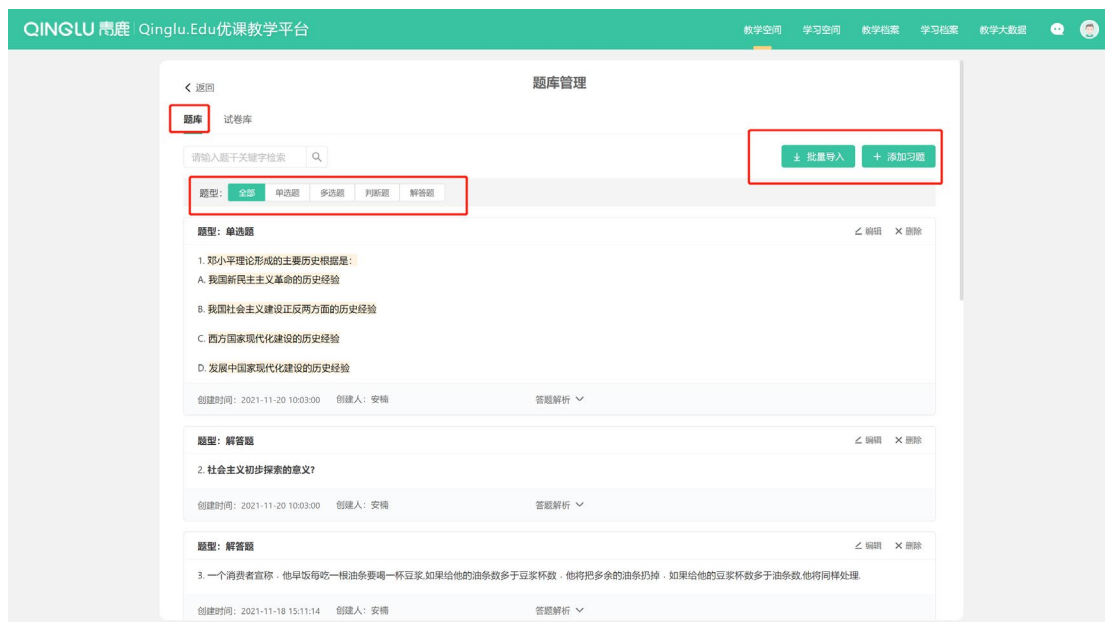 QINGLU 青鹿 Qinglu.Edu优课教学平台 教学空间 学习空间 教学档案 学习档案 教学大数据
返回 题库管理
题库 试卷库
请输入题干关键字检索 批量导入 + 添加习题
题型： 全部 单选题 多选题 判断题 解答题
题型：单选题 编辑 删除
1. 邓小平理论形成的主要历史根据是：
A. 我国新民主主义革命的历史经验
B. 我国社会主义建设正反两方面的历史经验
C. 西方国家现代化建设的历史经验
D. 发展中国家现代化建设的历史经验
创建时间：2021-11-20 10:03:00 创建人：安楠 答题解析
题型：解答题 编辑 删除
2. 社会主义初步探索的意义?
创建时间：2021-11-20 10:03:00 创建人：安楠 答题解析
题型：解答题 编辑 删除
3. 一个消费者宣称﹐他早饭每吃一根油条要喝一杯豆浆,如果给他的油条数多于豆浆杯数﹐他将把多余的油条扔掉﹐如果给他的豆浆杯数多于油条数,他将同样处理.
创建时间：2021-11-18 15:11:14 创建人：安楠 答题解析